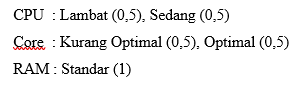 CPU : Lambat (0,5), Sedang (0,5)
Core : Kurang Optimal (0,5), Optimal (0,5)
RAM : Standar (1)